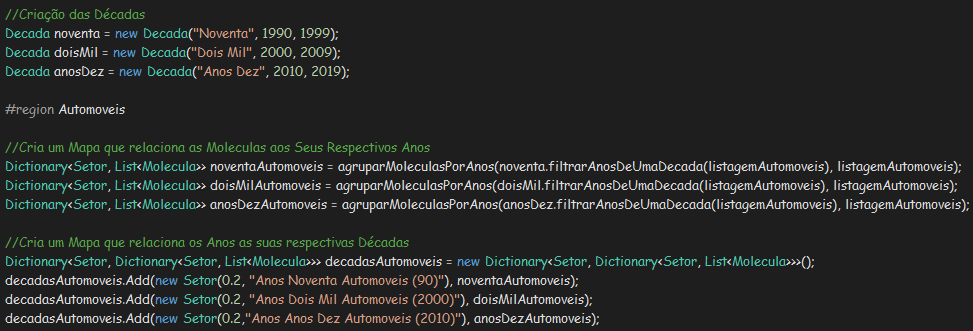 //Criação das Décadas
Decada noventa = new Decada("Noventa", 1990, 1999);
Decada doisMil = new Decada("Dois Mil", 2000, 2009);
Decada anosDez = new Decada("Anos Dez", 2010, 2019);
#region Automoveis
//Cria um Mapa que relaciona as Moleculas aos Seus Respectivos Anos
Dictionary<Setor, List<Molecula>> noventaAutomoveis = agruparMoleculasPorAnos(noventa.filtrarAnosDeUmaDecada(listagemAutomoveis), listagemAutomoveis);
Dictionary<Setor, List<Molecula>> doisMilAutomoveis = agruparMoleculasPorAnos(doisMil.filtrarAnosDeUmaDecada(listagemAutomoveis), listagemAutomoveis);
Dictionary<Setor, List<Molecula>> anosDezAutomoveis = agruparMoleculasPorAnos(anosDez.filtrarAnosDeUmaDecada(listagemAutomoveis), listagemAutomoveis);
//Cria um Mapa que relaciona os Anos as suas respectivas Décadas
Dictionary<Setor, Dictionary<Setor, List<Molecula>>> decadasAutomoveis = new Dictionary<Setor, Dictionary<Setor, List<Molecula>>>();
decadasAutomoveis.Add(new Setor(0.2, "Anos Noventa Automoveis (90)"), noventaAutomoveis);
decadasAutomoveis.Add(new Setor(0.2, "Anos Dois Mil Automoveis (2000)"), doisMilAutomoveis);
decadasAutomoveis.Add(new Setor(0.2,"Anos Anos Dez Automoveis (2010)"), anosDezAutomoveis);